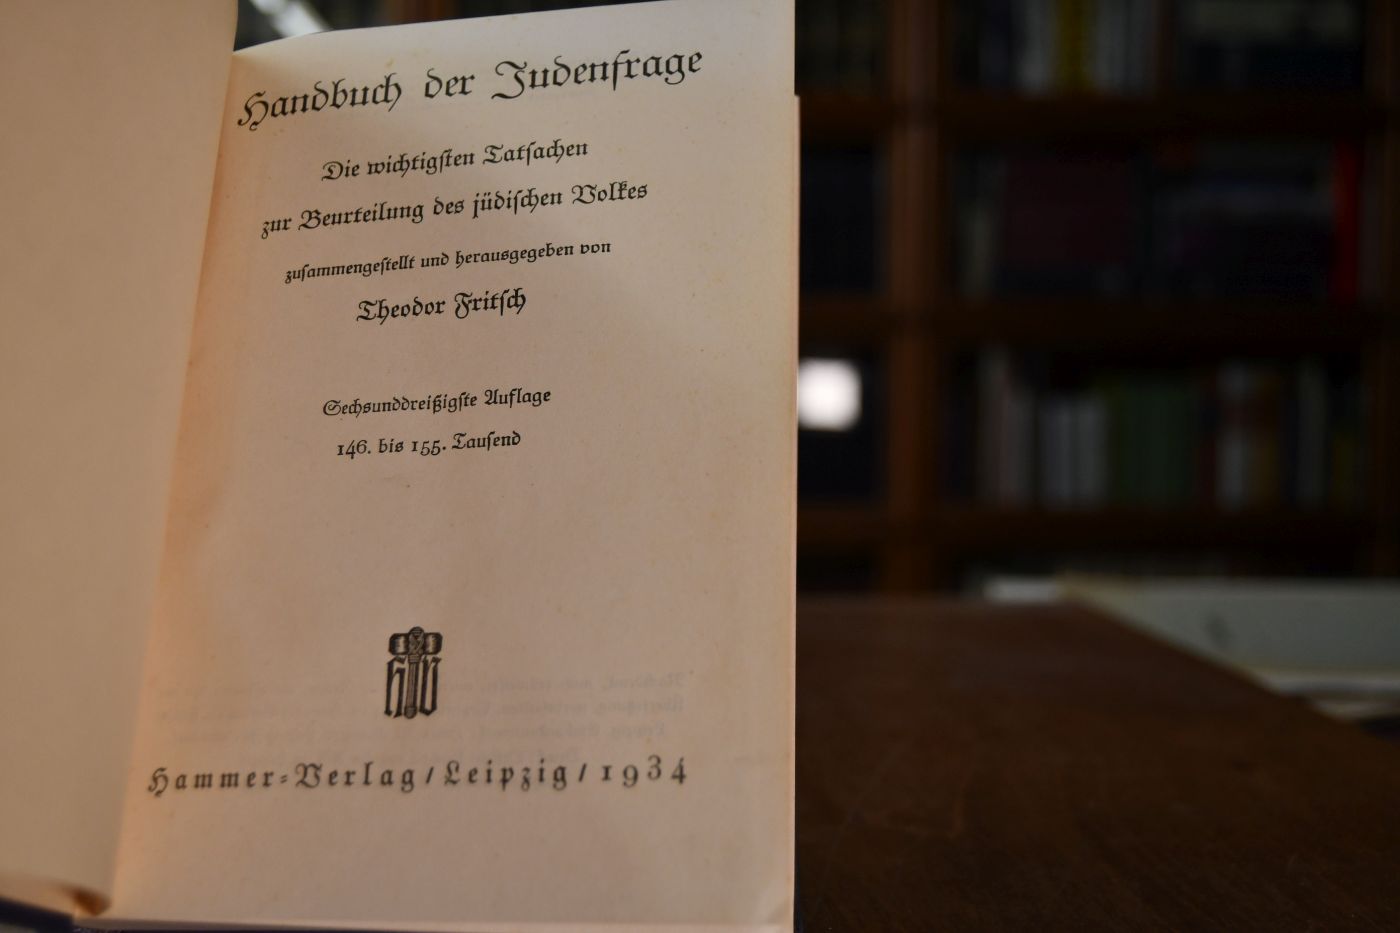 Handbuch der Judenfrage
Die wichtigsten Tatsachen
zur Beurteilung des jüdischen Volkes
zusammengestellt und herausgegeben von
Theodor Fritsch
Sechsunddreißigste Auflage
146. bis 155. Tausend
HV
Hammer-Verlag / Leipzig / 1934